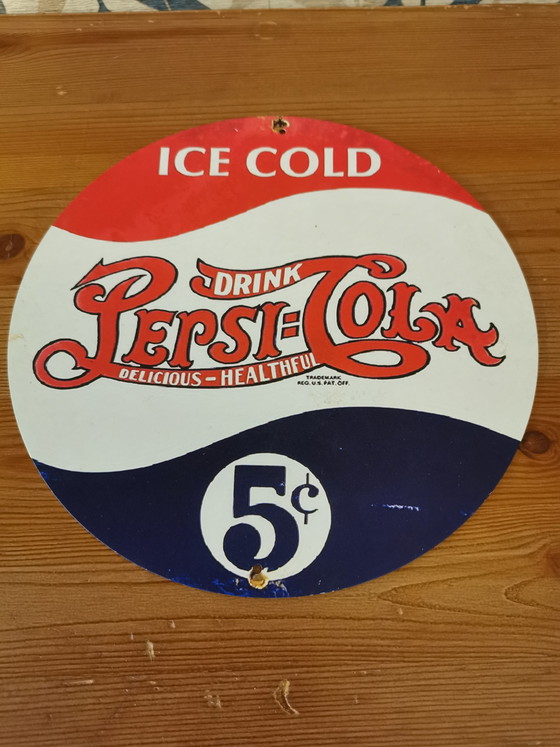 ICE COLD
DRINK
PEPSI=COLA
DELICIOUS-HEALTHFUL
TRADEMARK
REG. U.S. PAT. OFF.
5¢